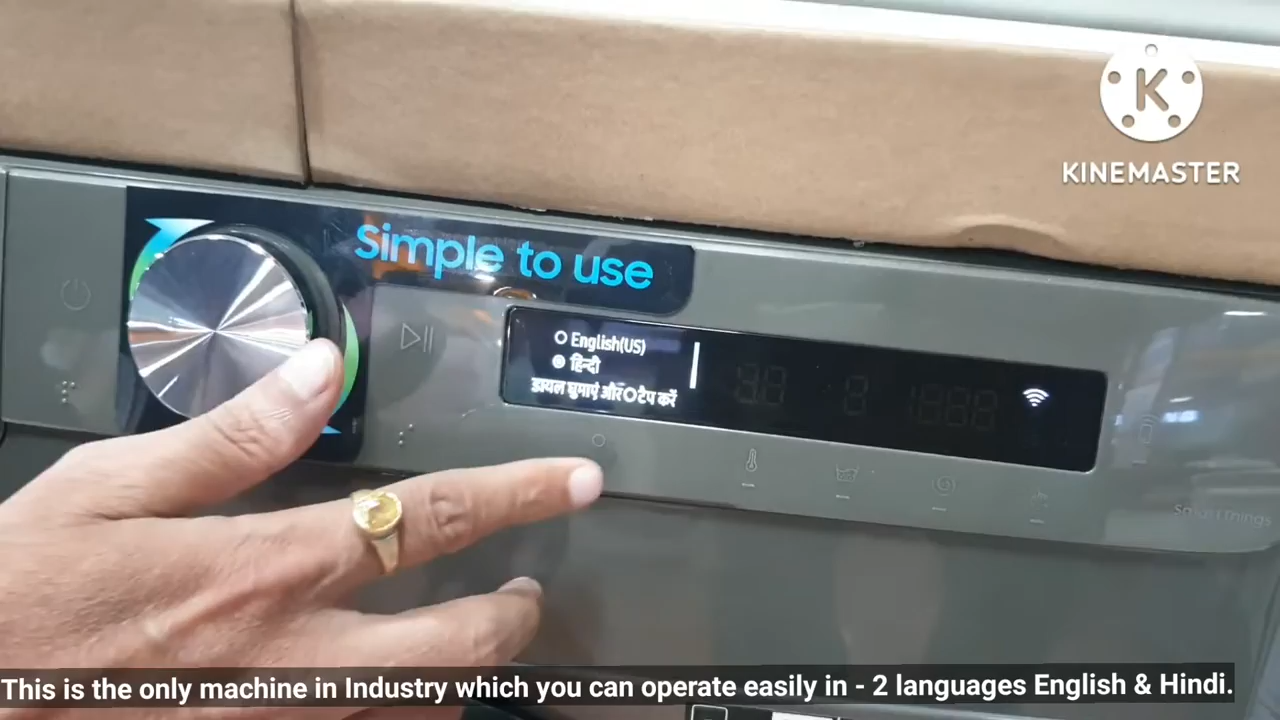 K
KINEMASTER
Simple to use
English(US)
हिन्दी
डायल घुमाएं और O टैप करें
SmartThings
This is the only machine in Industry which you can operate easily in - 2 languages English & Hindi.